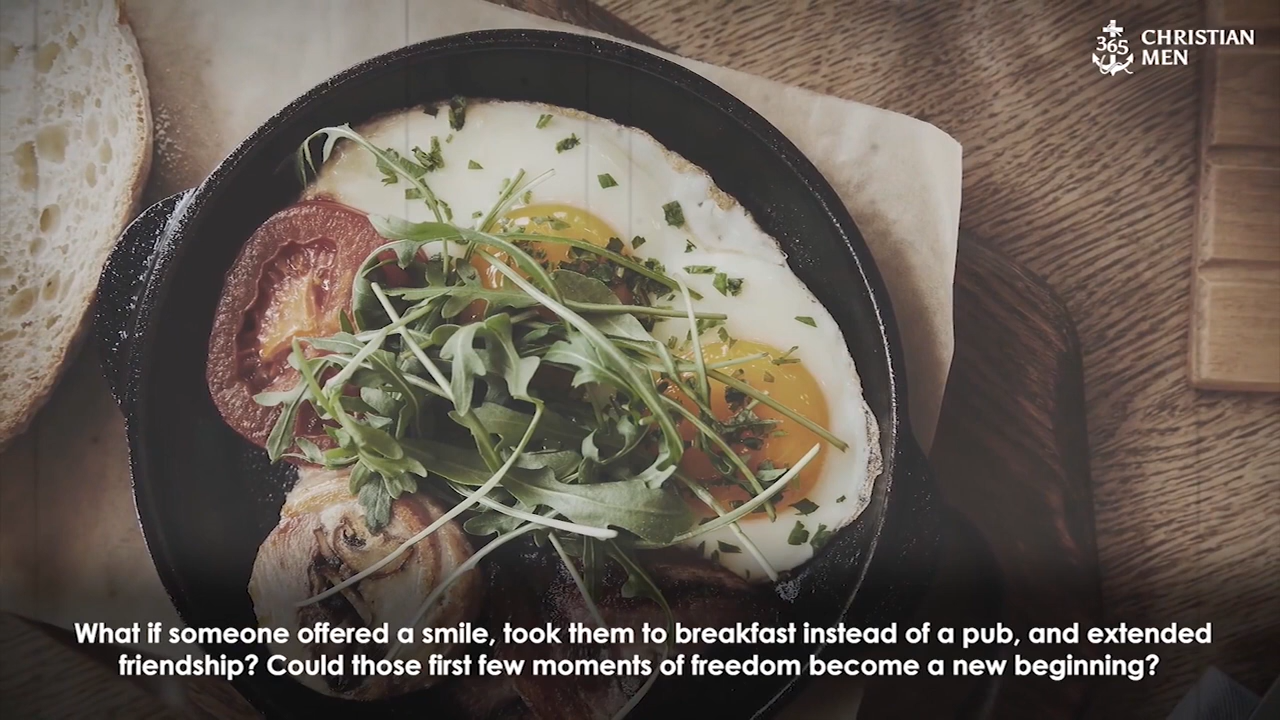 365
CHRISTIAN
MEN
What if someone offered a smile, took them to breakfast instead of a pub, and extended
friendship? Could those first few moments of freedom become a new beginning?